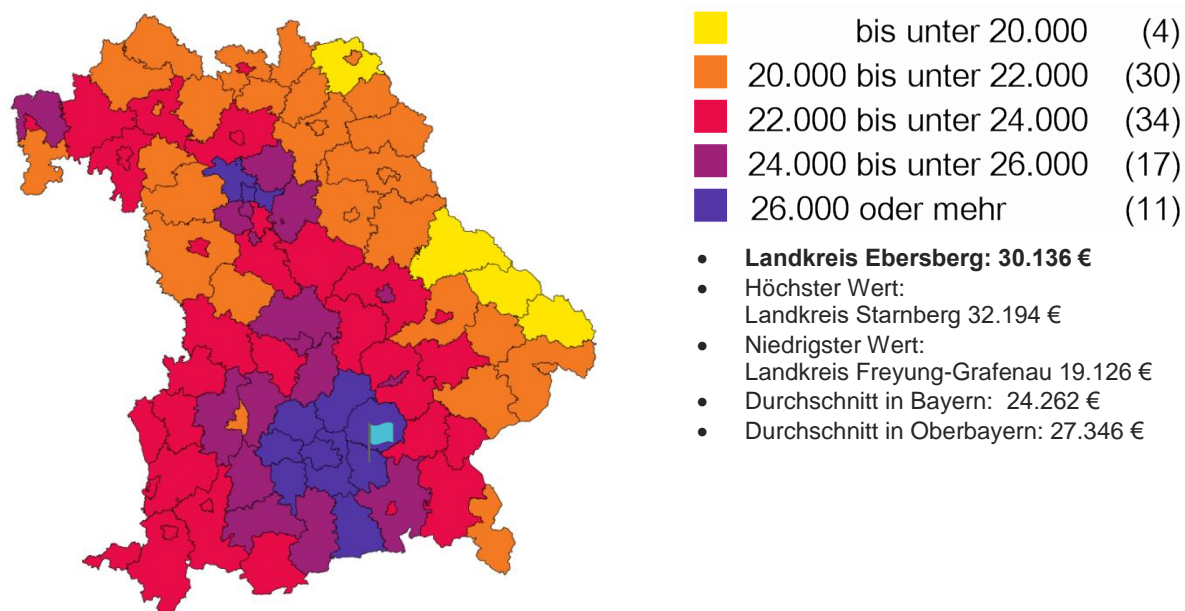 bis unter 20.000 (4)
20.000 bis unter 22.000 (30)
22.000 bis unter 24.000 (34)
24.000 bis unter 26.000 (17)
26.000 oder mehr (11)
• Landkreis Ebersberg: 30.136 €
• Höchster Wert:
Landkreis Starnberg 32.194 €
• Niedrigster Wert:
Landkreis Freyung-Grafenau 19.126 €
• Durchschnitt in Bayern: 24.262 €
• Durchschnitt in Oberbayern: 27.346 €